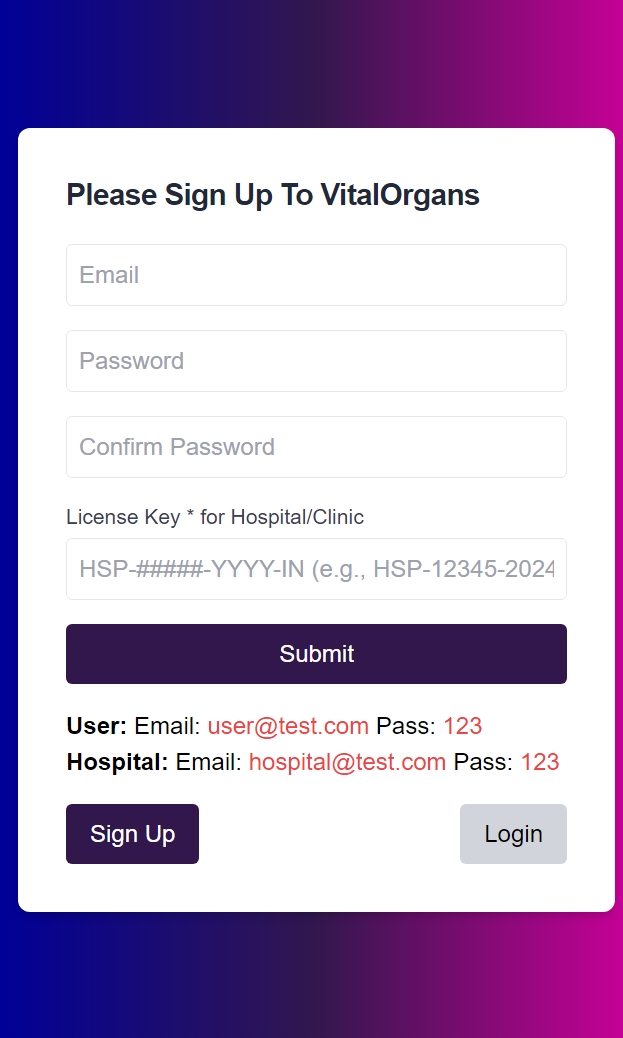 Please Sign Up To VitalOrgans
Email
Password
Confirm Password
License Key * for Hospital/Clinic
HSP-#####-YYYY-IN (e.g., HSP-12345-2024
Submit
User: Email: user@test.com Pass: 123
Hospital: Email: hospital@test.com Pass: 123
Sign Up Login